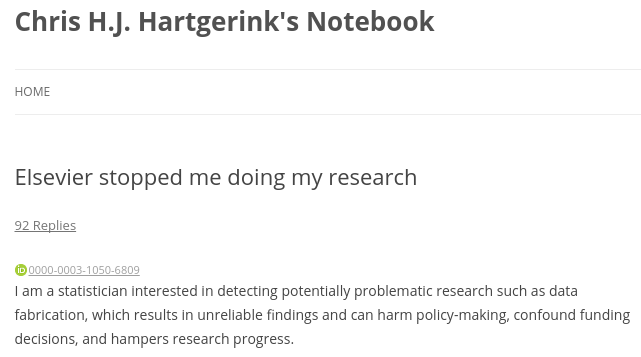 Chris H.J. Hartgerink's Notebook
HOME
Elsevier stopped me doing my research
92 Replies
iD 0000-0003-1050-6809
I am a statistician interested in detecting potentially problematic research such as data
fabrication, which results in unreliable findings and can harm policy-making, confound funding
decisions, and hampers research progress.